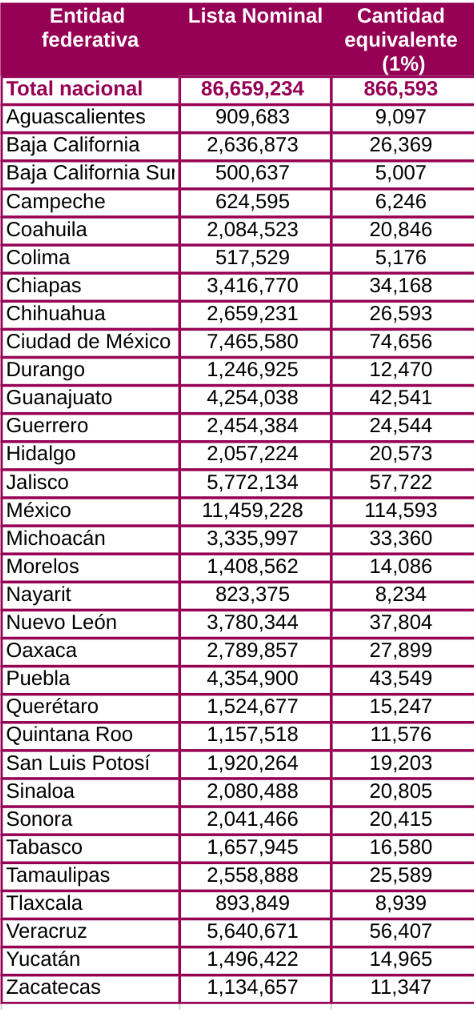 Entidad federativa Lista Nominal Cantidad equivalente (1%)
Total nacional 86,659,234 866,593
Aguascalientes 909,683 9,097
Baja California 2,636,873 26,369
Baja California Sur 500,637 5,007
Campeche 624,595 6,246
Coahuila 2,084,523 20,846
Colima 517,529 5,176
Chiapas 3,416,770 34,168
Chihuahua 2,659,231 26,593
Ciudad de México 7,465,580 74,656
Durango 1,246,925 12,470
Guanajuato 4,254,038 42,541
Guerrero 2,454,384 24,544
Hidalgo 2,057,224 20,573
Jalisco 5,772,134 57,722
México 11,459,228 114,593
Michoacán 3,335,997 33,360
Morelos 1,408,562 14,086
Nayarit 823,375 8,234
Nuevo León 3,780,344 37,804
Oaxaca 2,789,857 27,899
Puebla 4,354,900 43,549
Querétaro 1,524,677 15,247
Quintana Roo 1,157,518 11,576
San Luis Potosí 1,920,264 19,203
Sinaloa 2,080,488 20,805
Sonora 2,041,466 20,415
Tabasco 1,657,945 16,580
Tamaulipas 2,558,888 25,589
Tlaxcala 893,849 8,939
Veracruz 5,640,671 56,407
Yucatán 1,496,422 14,965
Zacatecas 1,134,657 11,347